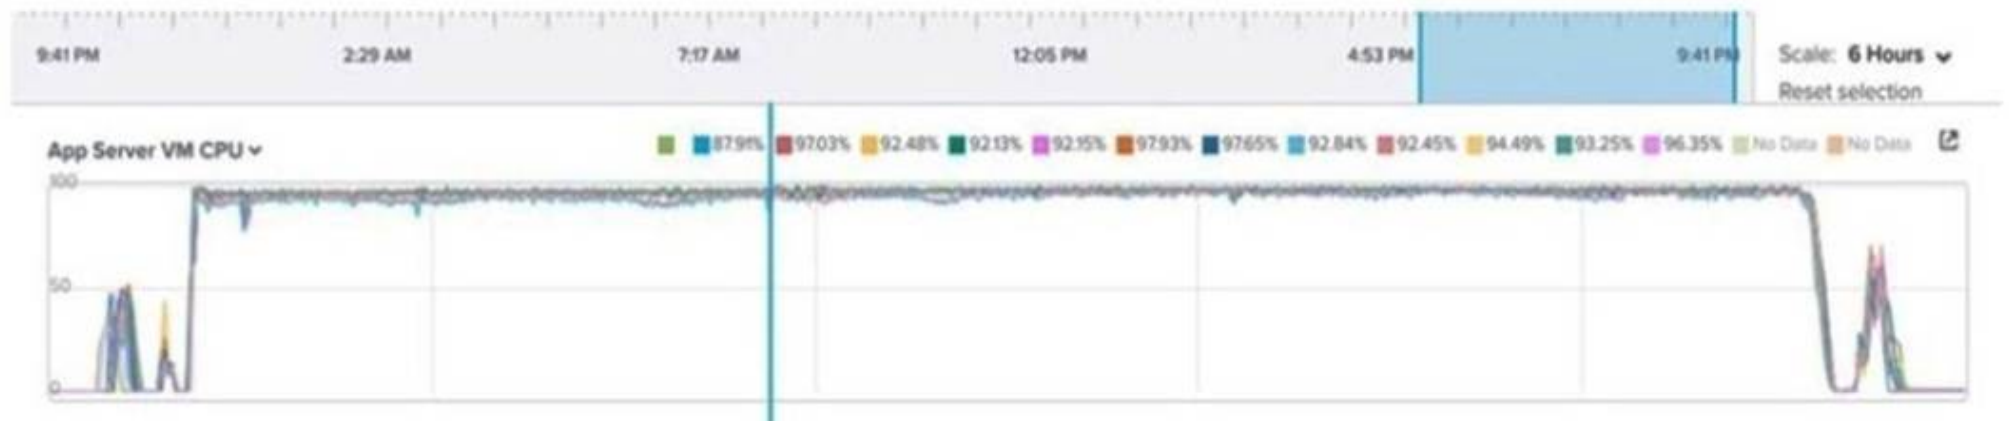 9:41 PM 2:29 AM 7:17 AM 12:05 PM 4:53 PM 9:41 PM Scale: 6 Hours
Reset selection
App Server VM CPU 87.91% 97.03% 92.48% 92.13% 92.15% 97.93% 97.65% 92.84% 92.45% 94.49% 93.25% 96.35% No Data No Data
100
50
0